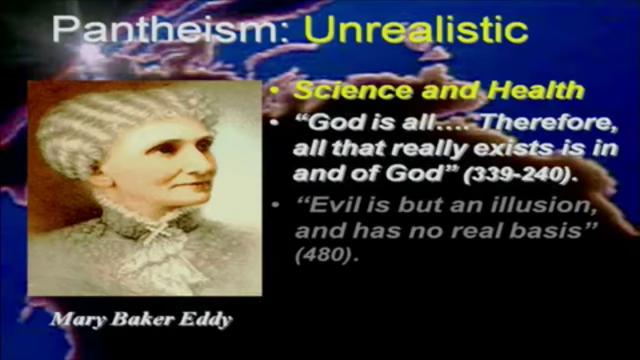 Pantheism: Unrealistic
• Science and Health
• “God is all.... Therefore,
all that really exists is in
and of God” (339-240).
• “Evil is but an illusion,
and has no real basis”
(480).
Mary Baker Eddy